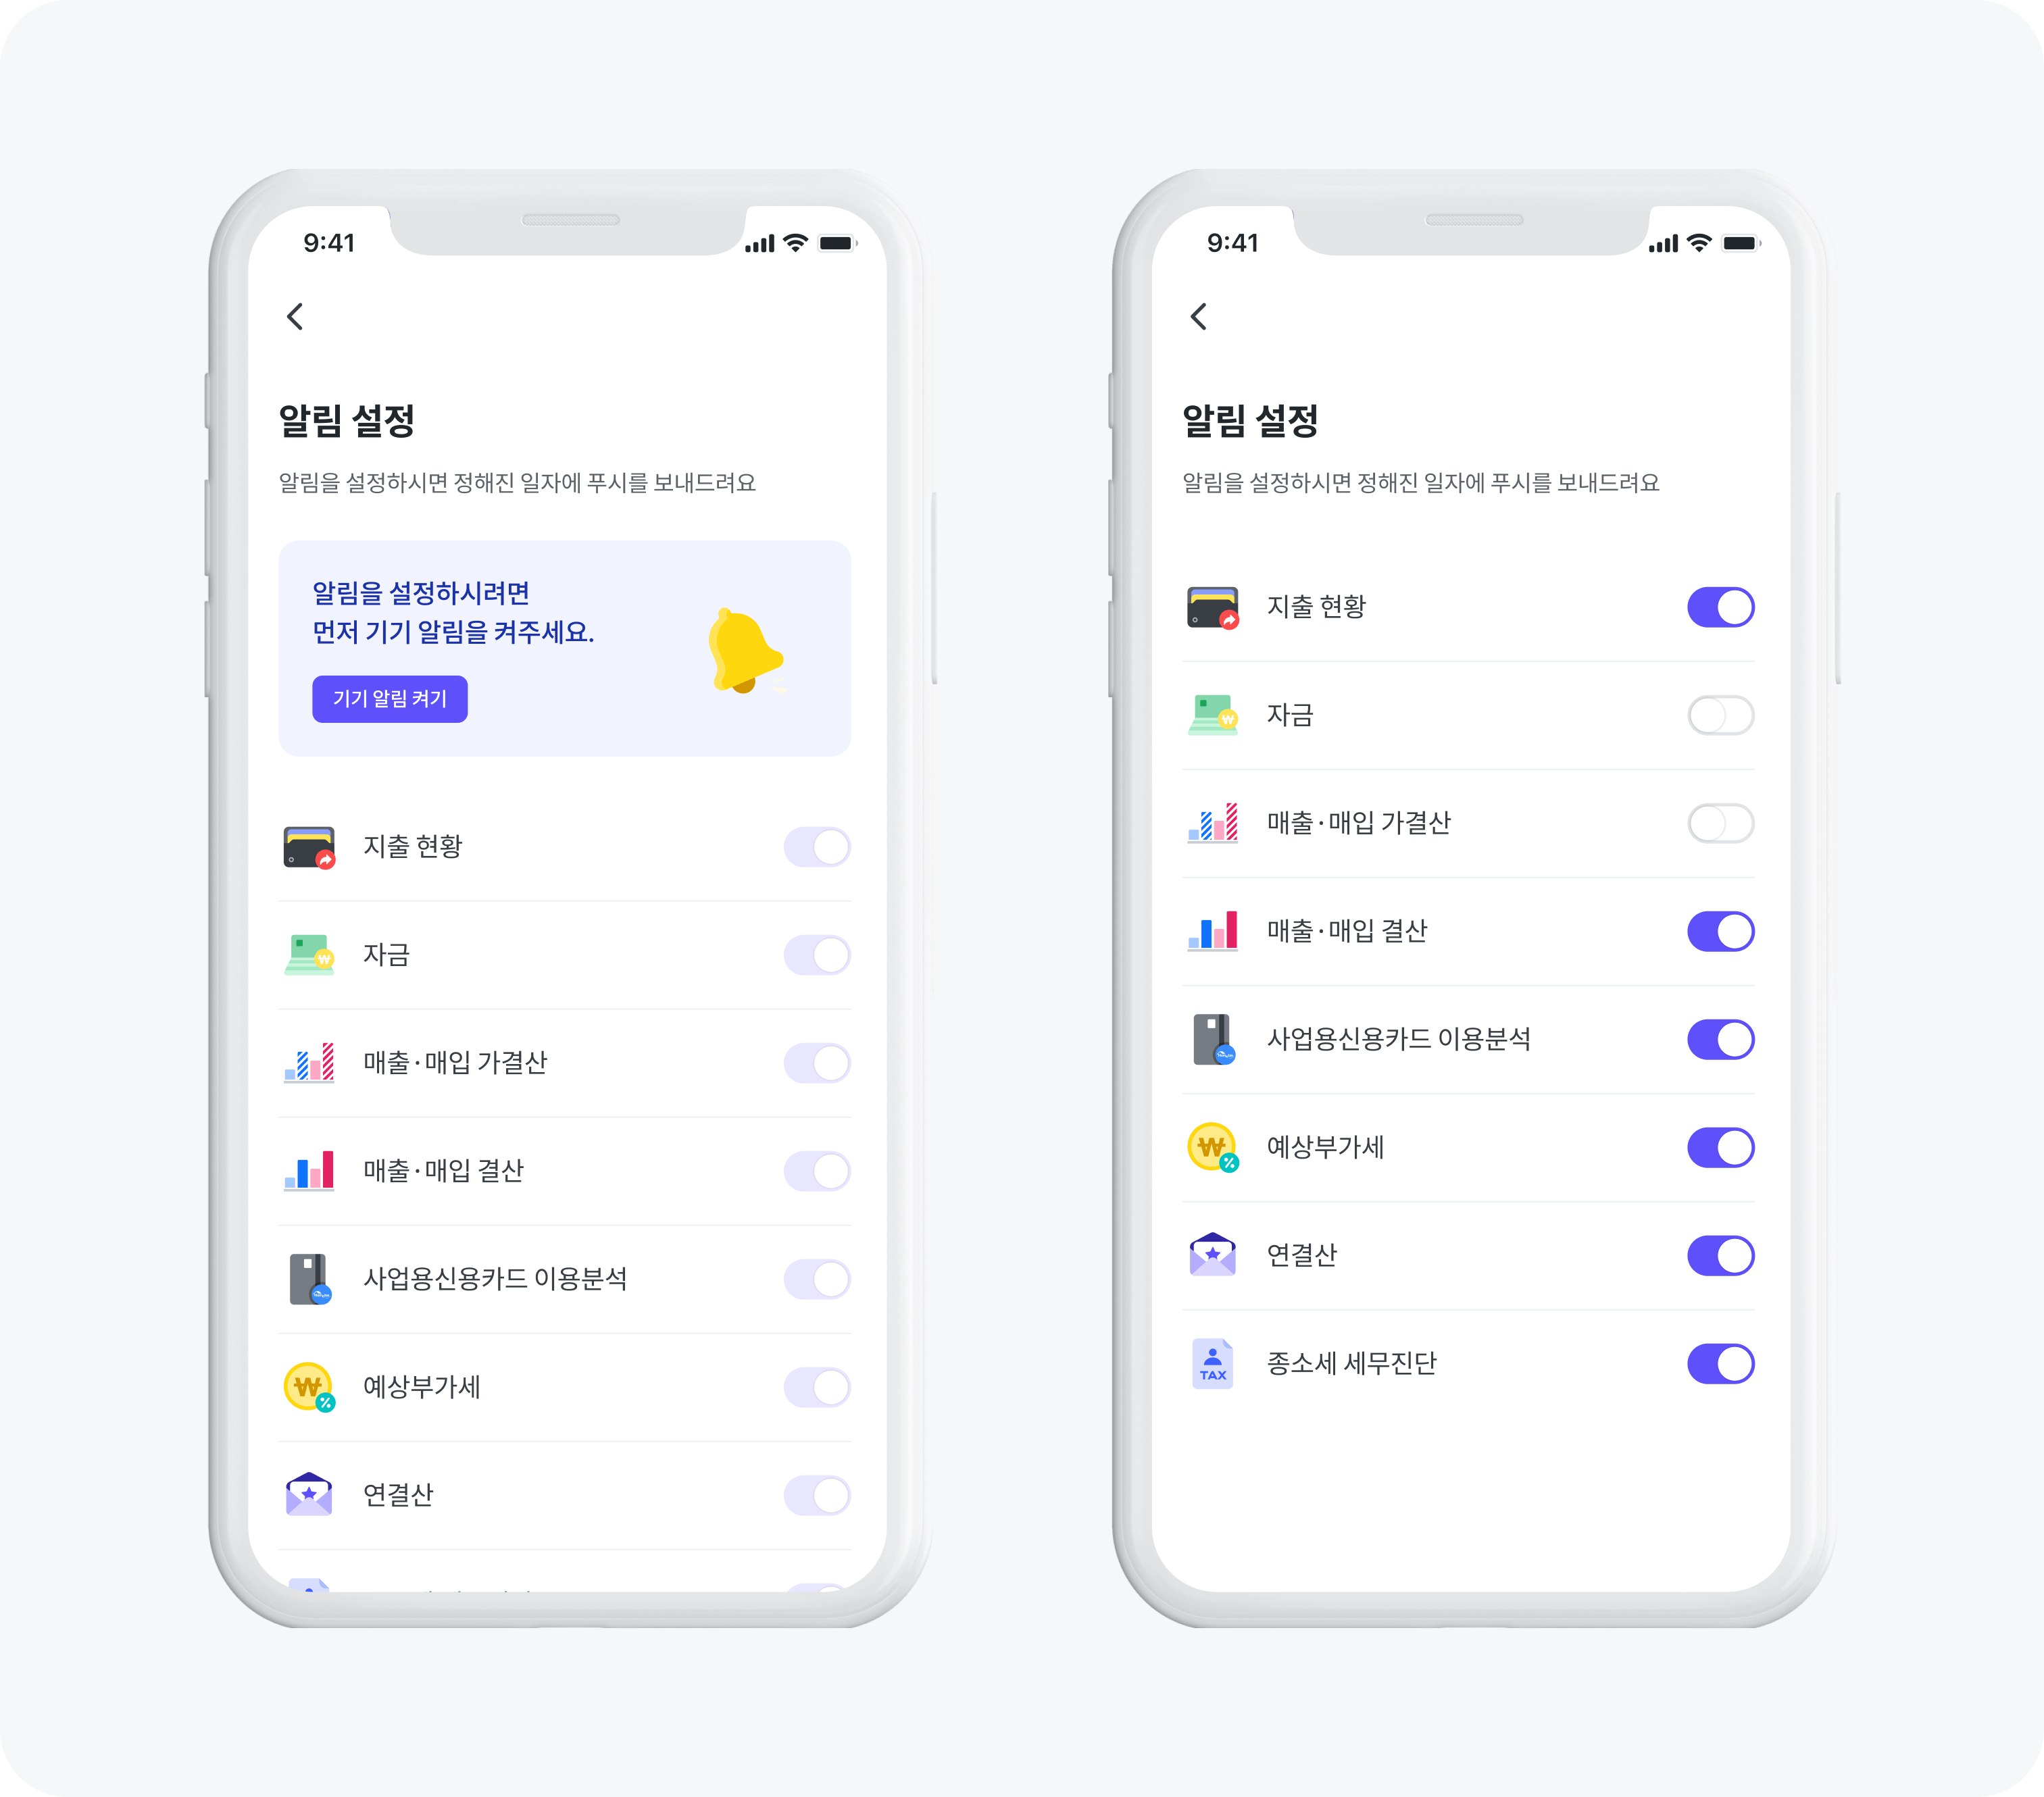 9:41
알림 설정
알림을 설정하시면 정해진 일자에 푸시를 보내드려요
알림을 설정하시려면
먼저 기기 알림을 켜주세요.
기기 알림 켜기
지출 현황
자금
매출·매입 가결산
매출·매입 결산
사업용신용카드 이용분석
예상부가세
연결산
9:41
알림 설정
알림을 설정하시면 정해진 일자에 푸시를 보내드려요
지출 현황
자금
매출·매입 가결산
매출·매입 결산
사업용신용카드 이용분석
예상부가세
연결산
TAX
종소세 세무진단